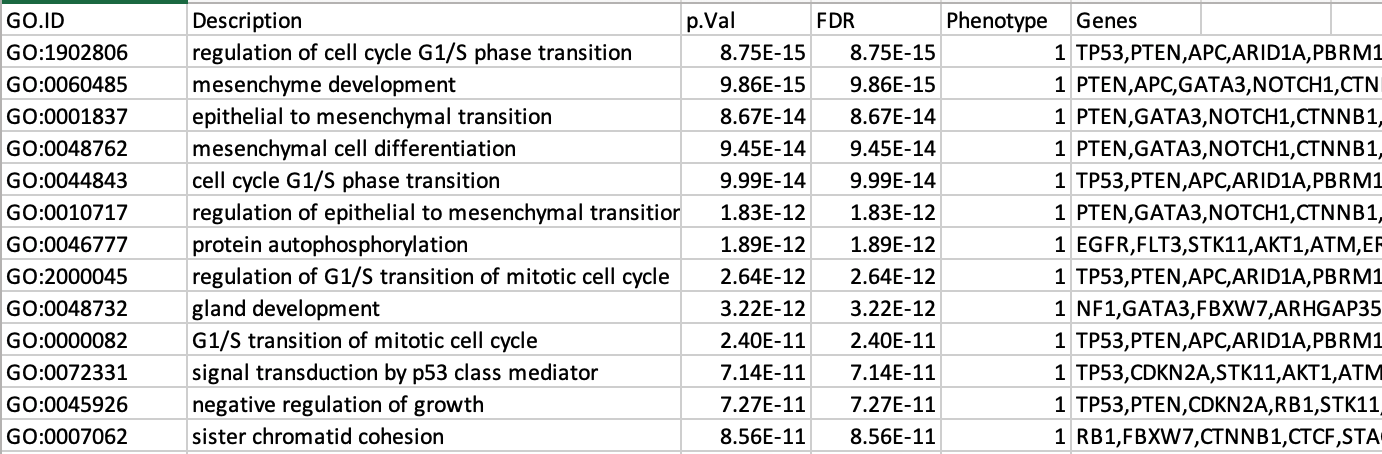 GO.ID Description p.Val FDR Phenotype Genes
GO:1902806 regulation of cell cycle G1/S phase transition 8.75E-15 8.75E-15 1 TP53,PTEN,APC,ARID1A,PBRM1
GO:0060485 mesenchyme development 9.86E-15 9.86E-15 1 PTEN,APC,GATA3,NOTCH1,CTN
GO:0001837 epithelial to mesenchymal transition 8.67E-14 8.67E-14 1 PTEN,GATA3,NOTCH1,CTNNB1,
GO:0048762 mesenchymal cell differentiation 9.45E-14 9.45E-14 1 PTEN,GATA3,NOTCH1,CTNNB1,
GO:0044843 cell cycle G1/S phase transition 9.99E-14 9.99E-14 1 TP53,PTEN,APC,ARID1A,PBRM1
GO:0010717 regulation of epithelial to mesenchymal transitior 1.83E-12 1.83E-12 1 PTEN,GATA3,NOTCH1,CTNNB1,
GO:0046777 protein autophosphorylation 1.89E-12 1.89E-12 1 EGFR,FLT3,STK11,AKT1,ATM,ER
GO:2000045 regulation of G1/S transition of mitotic cell cycle 2.64E-12 2.64E-12 1 TP53,PTEN,APC,ARID1A,PBRM1
GO:0048732 gland development 3.22E-12 3.22E-12 1 NF1,GATA3,FBXW7,ARHGAP35
GO:0000082 G1/S transition of mitotic cell cycle 2.40E-11 2.40E-11 1 TP53,PTEN,APC,ARID1A,PBRM1
GO:0072331 signal transduction by p53 class mediator 7.14E-11 7.14E-11 1 TP53,CDKN2A,STK11,AKT1,ATM
GO:0045926 negative regulation of growth 7.27E-11 7.27E-11 1 TP53,PTEN,CDKN2A,RB1,STK11,
GO:0007062 sister chromatid cohesion 8.56E-11 8.56E-11 1 RB1,FBXW7,CTNNB1,CTCF,STA